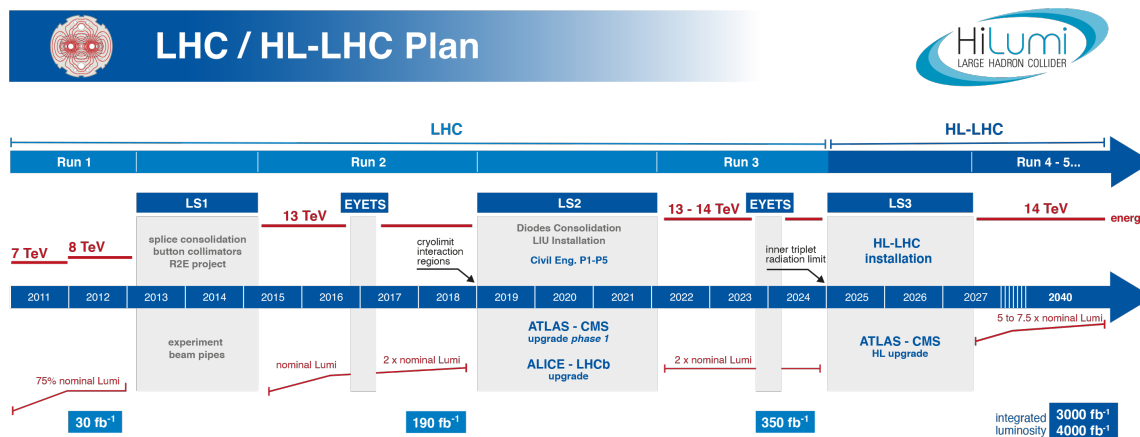 LHC / HL-LHC Plan
HiLumi
LARGE HADRON COLLIDER
LHC
HL-LHC
Run 1
Run 2
Run 3
Run 4 - 5...
LS1
EYETS
LS2
EYETS
LS3
13 TeV
13 - 14 TeV
14 TeV
energ
7 TeV
8 TeV
splice consolidation
button collimators
R2E project
cryolimit
interaction
regions
Diodes Consolidation
LIU Installation
Civil Eng. P1-P5
inner triplet
radiation limit
HL-LHC
installation
2011
2012
2013
2014
2015
2016
2017
2018
2019
2020
2021
2022
2023
2024
2025
2026
2027
2040
experiment
beam pipes
75% nominal Lumi
nominal Lumi
2 x nominal Lumi
ATLAS - CMS
upgrade phase 1
ALICE - LHCb
upgrade
2 x nominal Lumi
ATLAS - CMS
HL upgrade
5 to 7.5 x nominal Lumi
30 fb⁻¹
190 fb⁻¹
350 fb⁻¹
integrated
luminosity
3000 fb⁻¹
4000 fb⁻¹